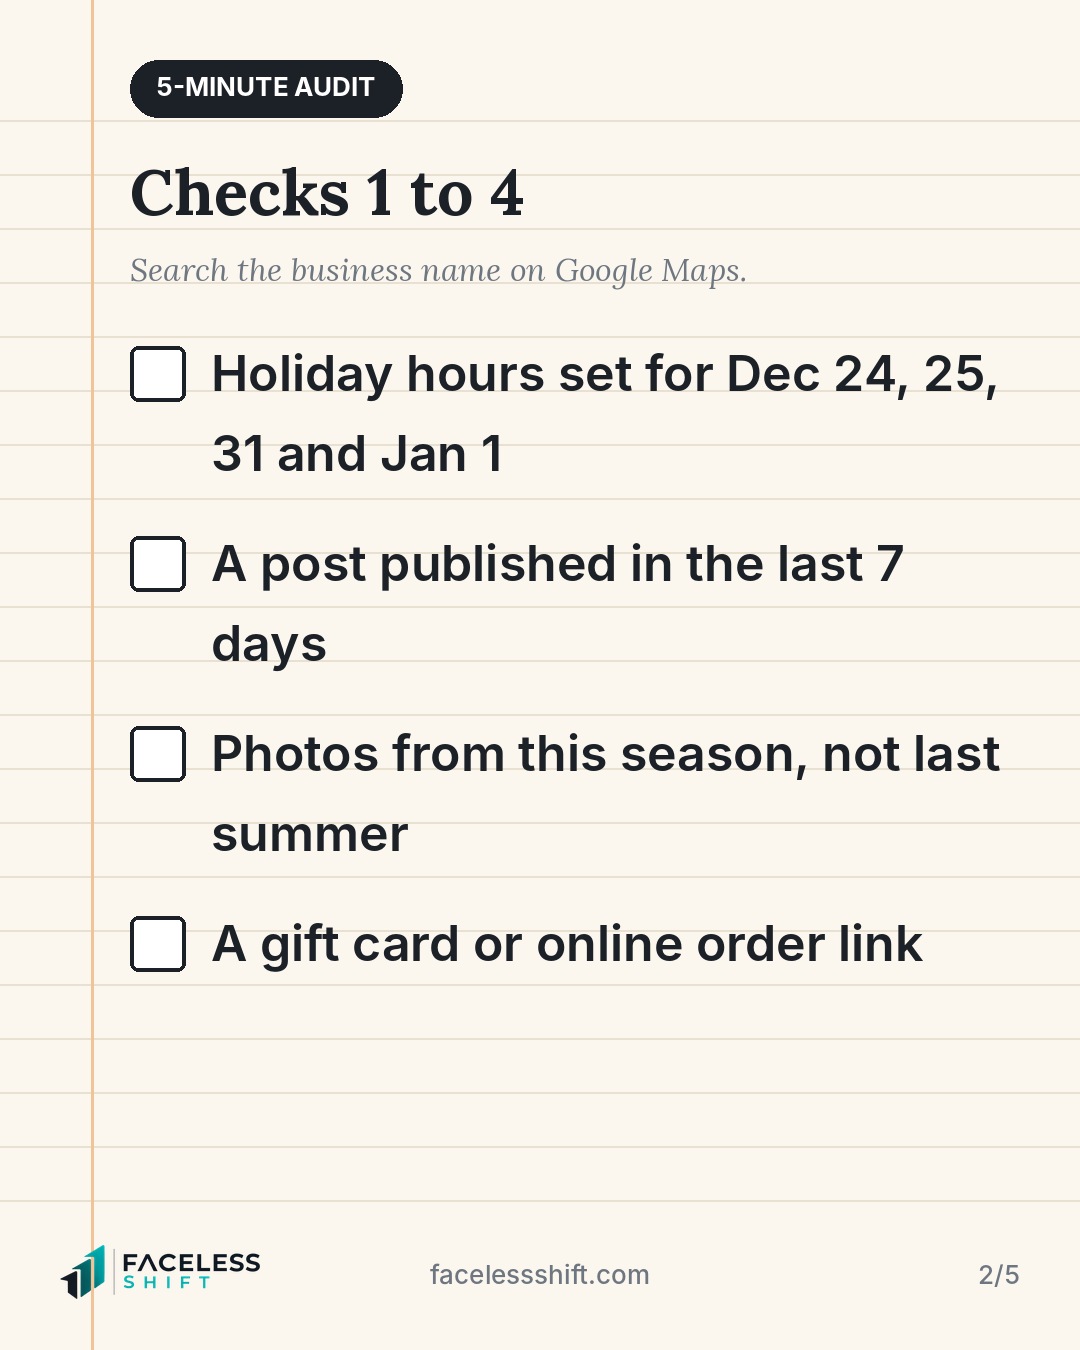 5-MINUTE AUDIT
Checks 1 to 4
Search the business name on Google Maps.
Holiday hours set for Dec 24, 25,
31 and Jan 1
A post published in the last 7
days
Photos from this season, not last
summer
A gift card or online order link
FACELESS
SHIFT
facelessshift.com
2/5